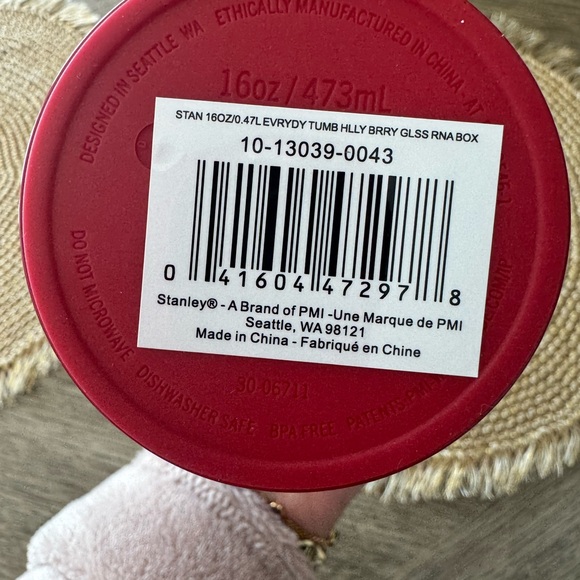 DESIGNED IN SEATTLE WA
ETHICALLY MANUFACTURED IN CHINA - AT
16oz / 473mL
STAN 16OZ/0.47L EVRYDY TUMB HLLY BRRY GLSS RNA BOX
10-13039-0043
0 41604 47297 8
Stanley® - A Brand of PMI -Une Marque de PMI
Seattle, WA 98121
Made in China - Fabriqué en Chine
DO NOT MICROWAVE
DISHWASHER SAFE
BPA FREE
PATENTS